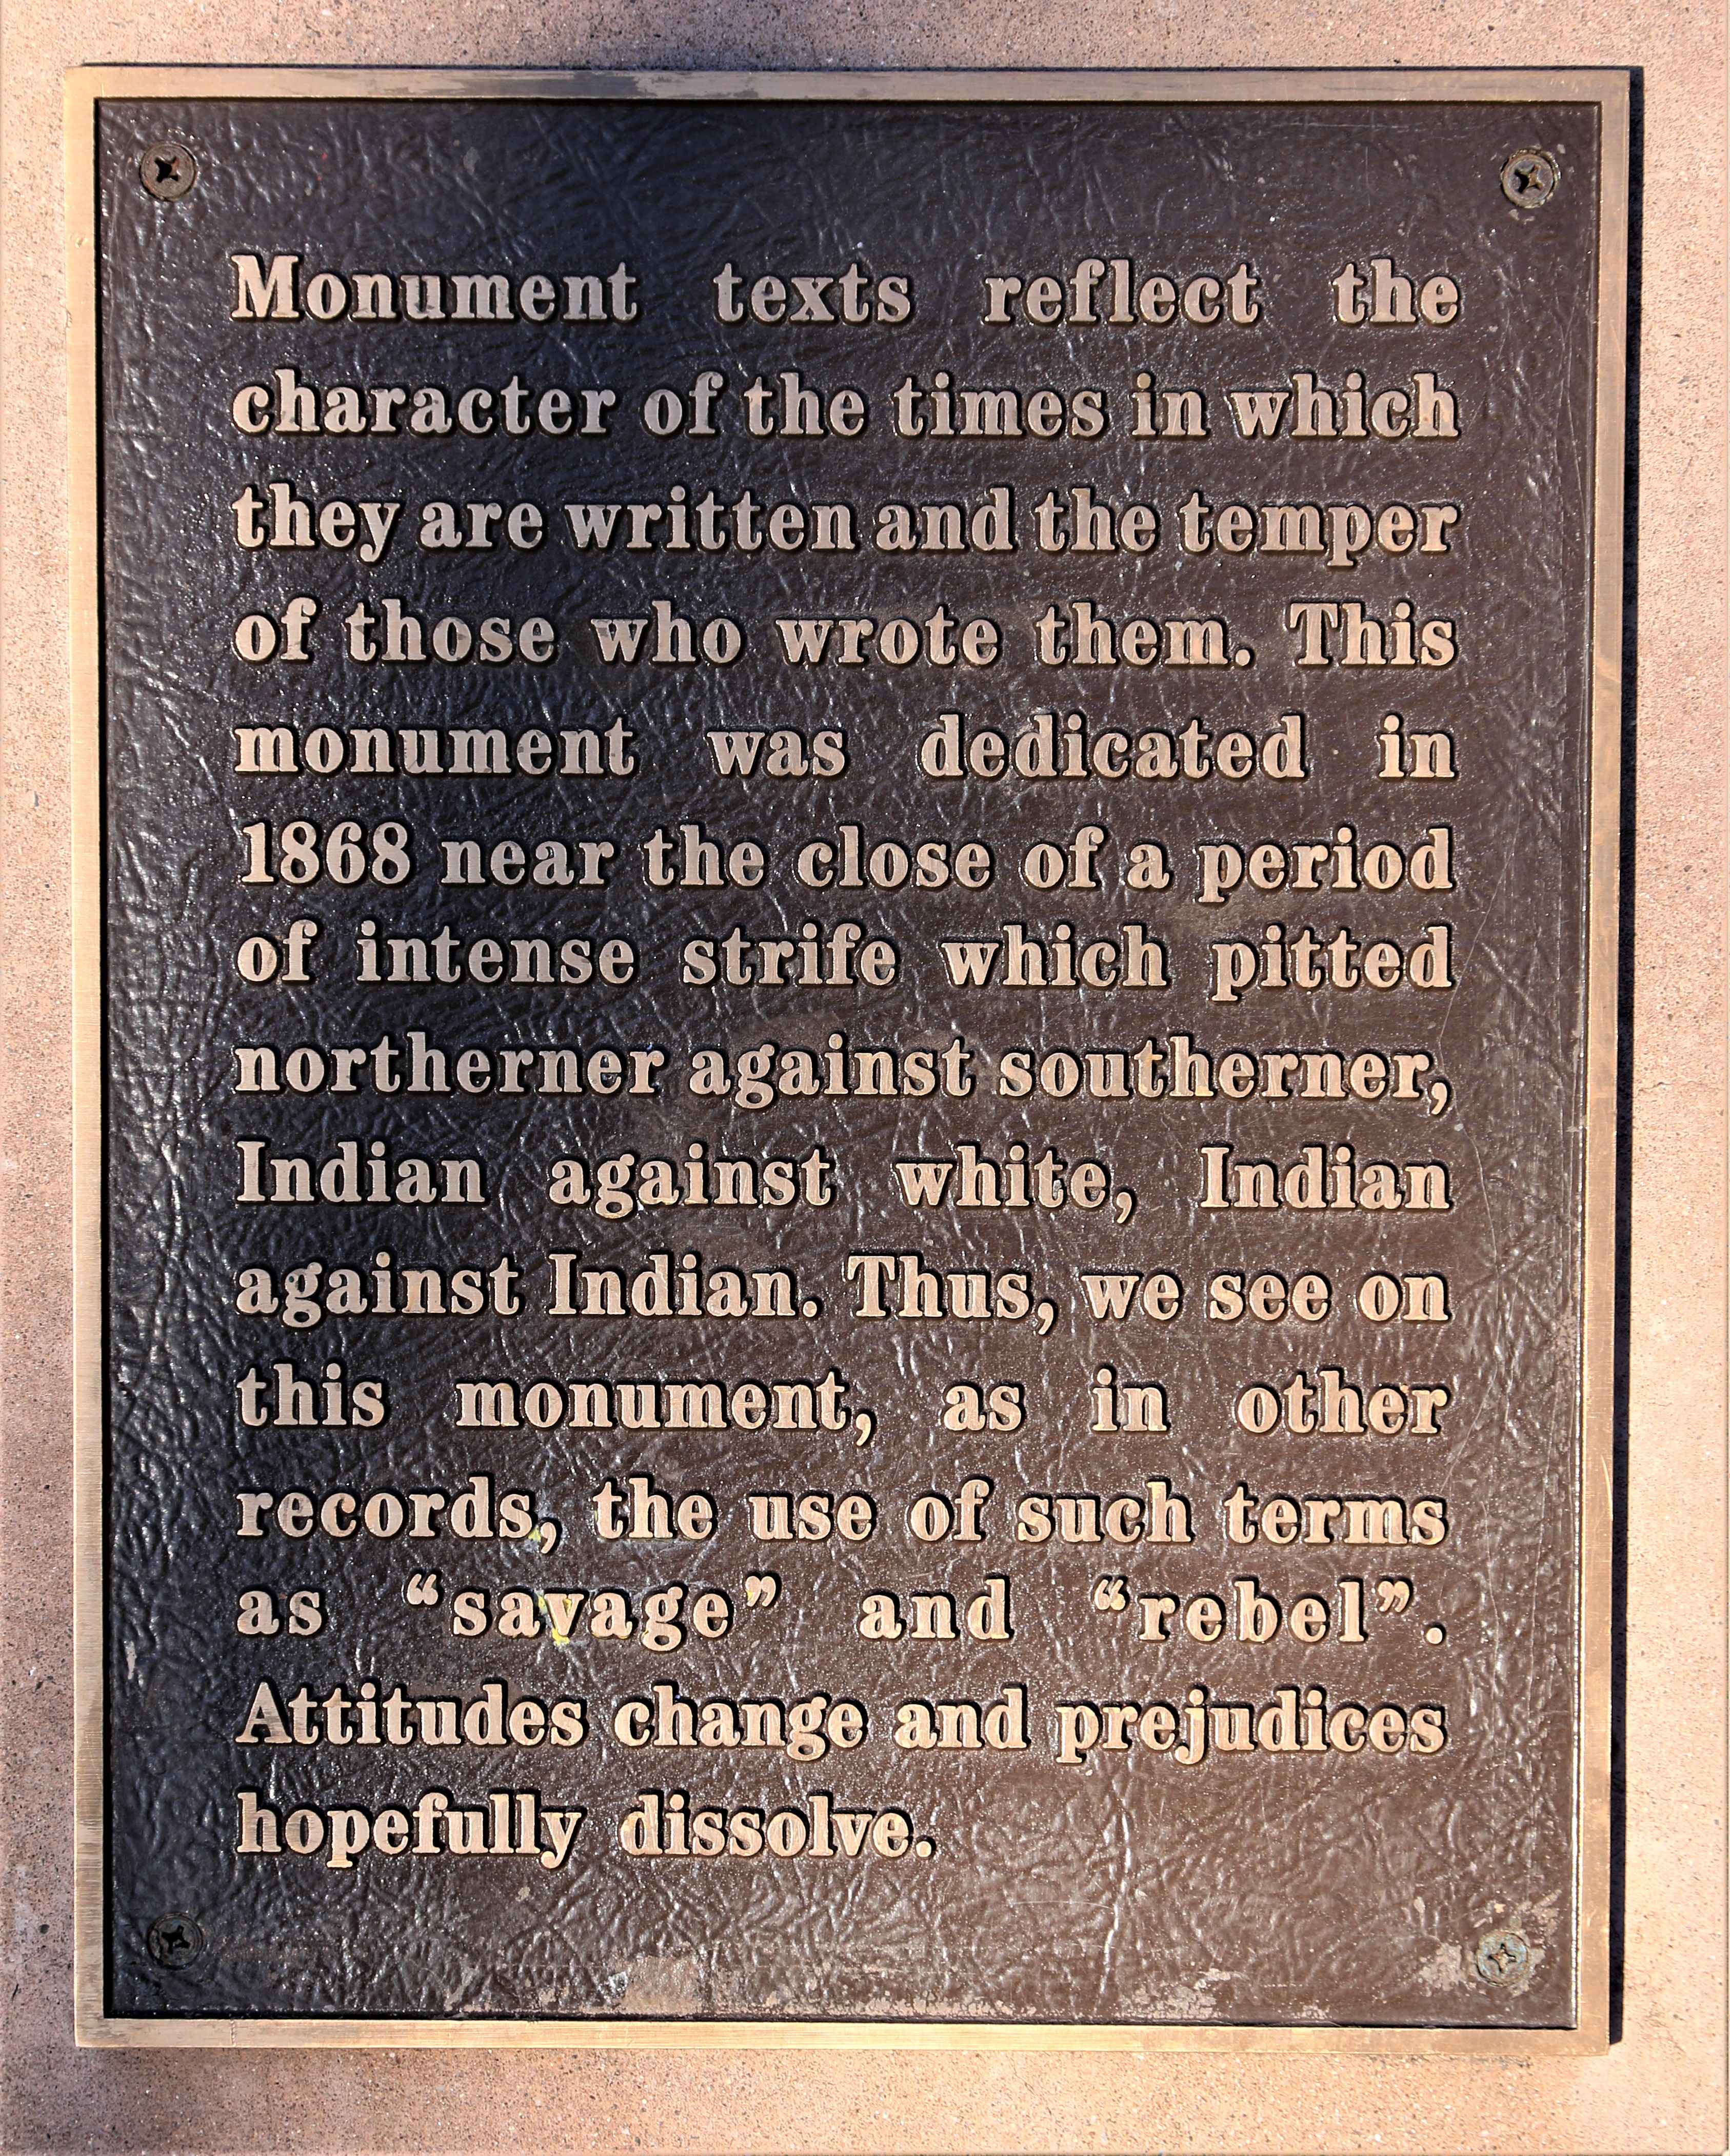 Monument texts reflect the
character of the times in which
they are written and the temper
of those who wrote them. This
monument was dedicated in
1868 near the close of a period
of intense strife which pitted
northerner against southerner,
Indian against white, Indian
against Indian. Thus, we see on
this monument, as in other
records, the use of such terms
as “savage” and “rebel”.
Attitudes change and prejudices
hopefully dissolve.